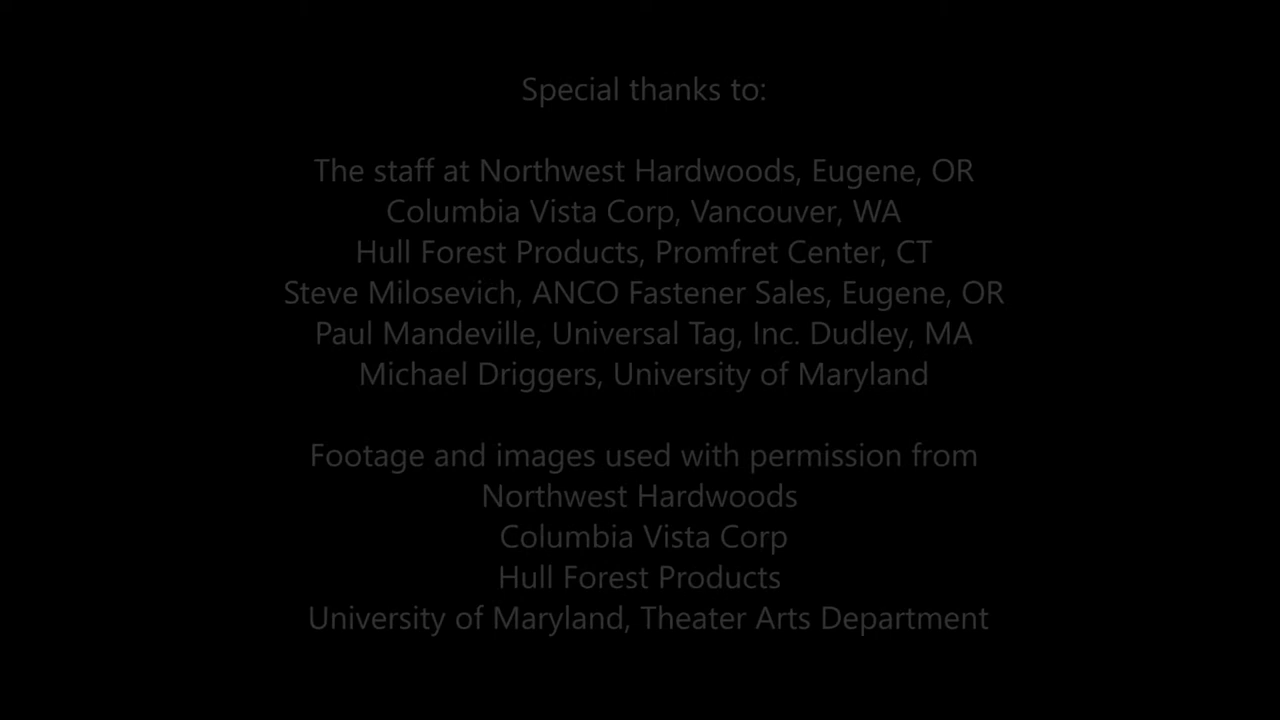 Special thanks to:
The staff at Northwest Hardwoods, Eugene, OR
Columbia Vista Corp, Vancouver, WA
Hull Forest Products, Promfret Center, CT
Steve Milosevich, ANCO Fastener Sales, Eugene, OR
Paul Mandeville, Universal Tag, Inc. Dudley, MA
Michael Driggers, University of Maryland
Footage and images used with permission from
Northwest Hardwoods
Columbia Vista Corp
Hull Forest Products
University of Maryland, Theater Arts Department